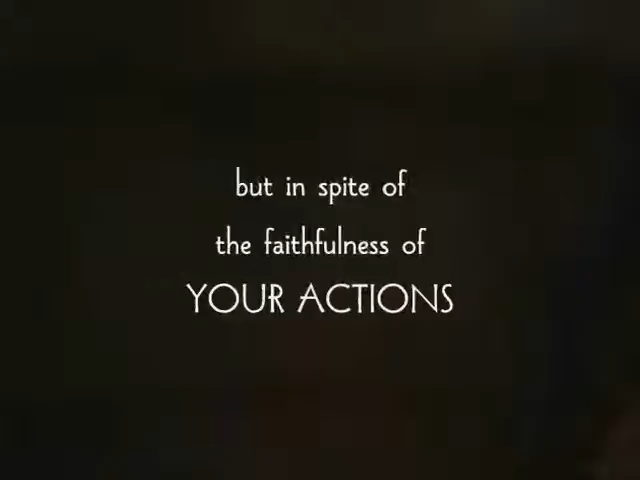 but in spite of
the faithfulness of
YOUR ACTIONS